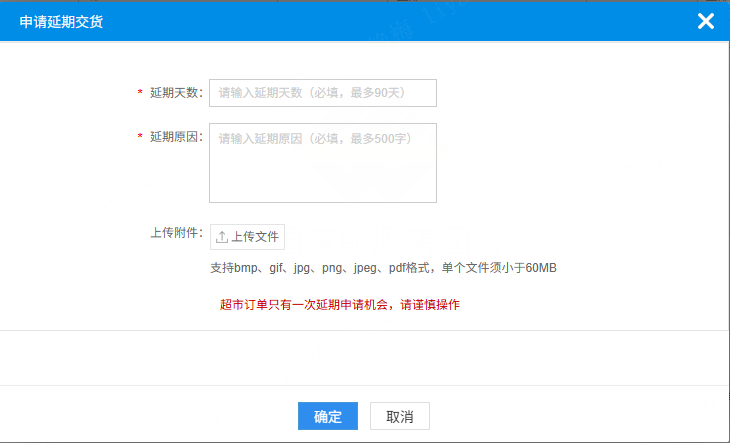 申请延期交货
* 延期天数： 请输入延期天数（必填，最多90天）
* 延期原因： 请输入延期原因（必填，最多500字）
上传附件： 上传文件
支持bmp、gif、jpg、png、jpeg、pdf格式，单个文件须小于60MB
超市订单只有一次延期申请机会，请谨慎操作
确定 取消